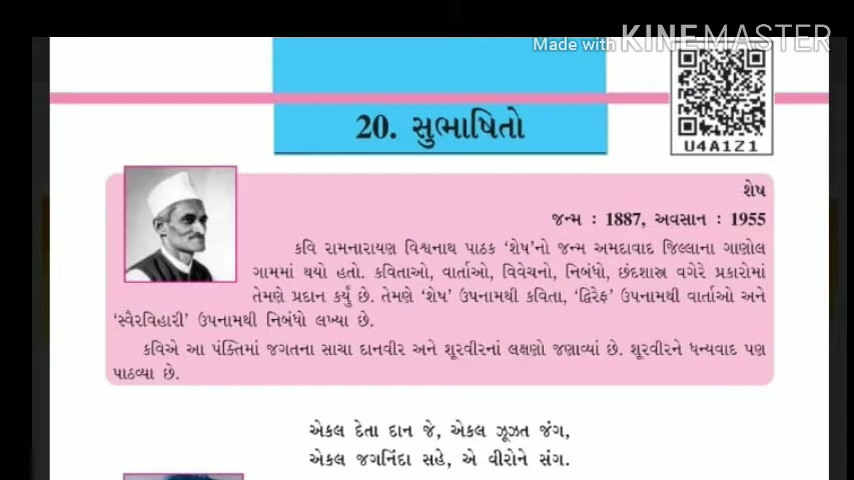 Made with KINEMASTER
20. સુભાષિતો
U4A1Z1
શેષ
જન્મ : 1887, અવસાન : 1955
કવિ રામનારાયણ વિશ્વનાથ પાઠક ‘શેષ’નો જન્મ અમદાવાદ જિલ્લાના ગાણોલ
ગામમાં થયો હતો. કવિતાઓ, વાર્તાઓ, વિવેચનો, નિબંધો, છંદશાસ્ત્ર વગેરે પ્રકારોમાં
તેમણે પ્રદાન કર્યું છે. તેમણે ‘શેષ’ ઉપનામથી કવિતા, ‘દ્વિરેફ’ ઉપનામથી વાર્તાઓ અને
‘સ્વૈરવિહારી’ ઉપનામથી નિબંધો લખ્યા છે.
કવિએ આ પંક્તિમાં જગતના સાચા દાનવીર અને શૂરવીરનાં લક્ષણો જણાવ્યાં છે. શૂરવીરને ધન્યવાદ પણ
પાઠવ્યા છે.
એકલ દેતા દાન જે, એકલ ઝૂઝત જંગ,
એકલ જગનિંદા સહે, એ વીરોને સંગ.